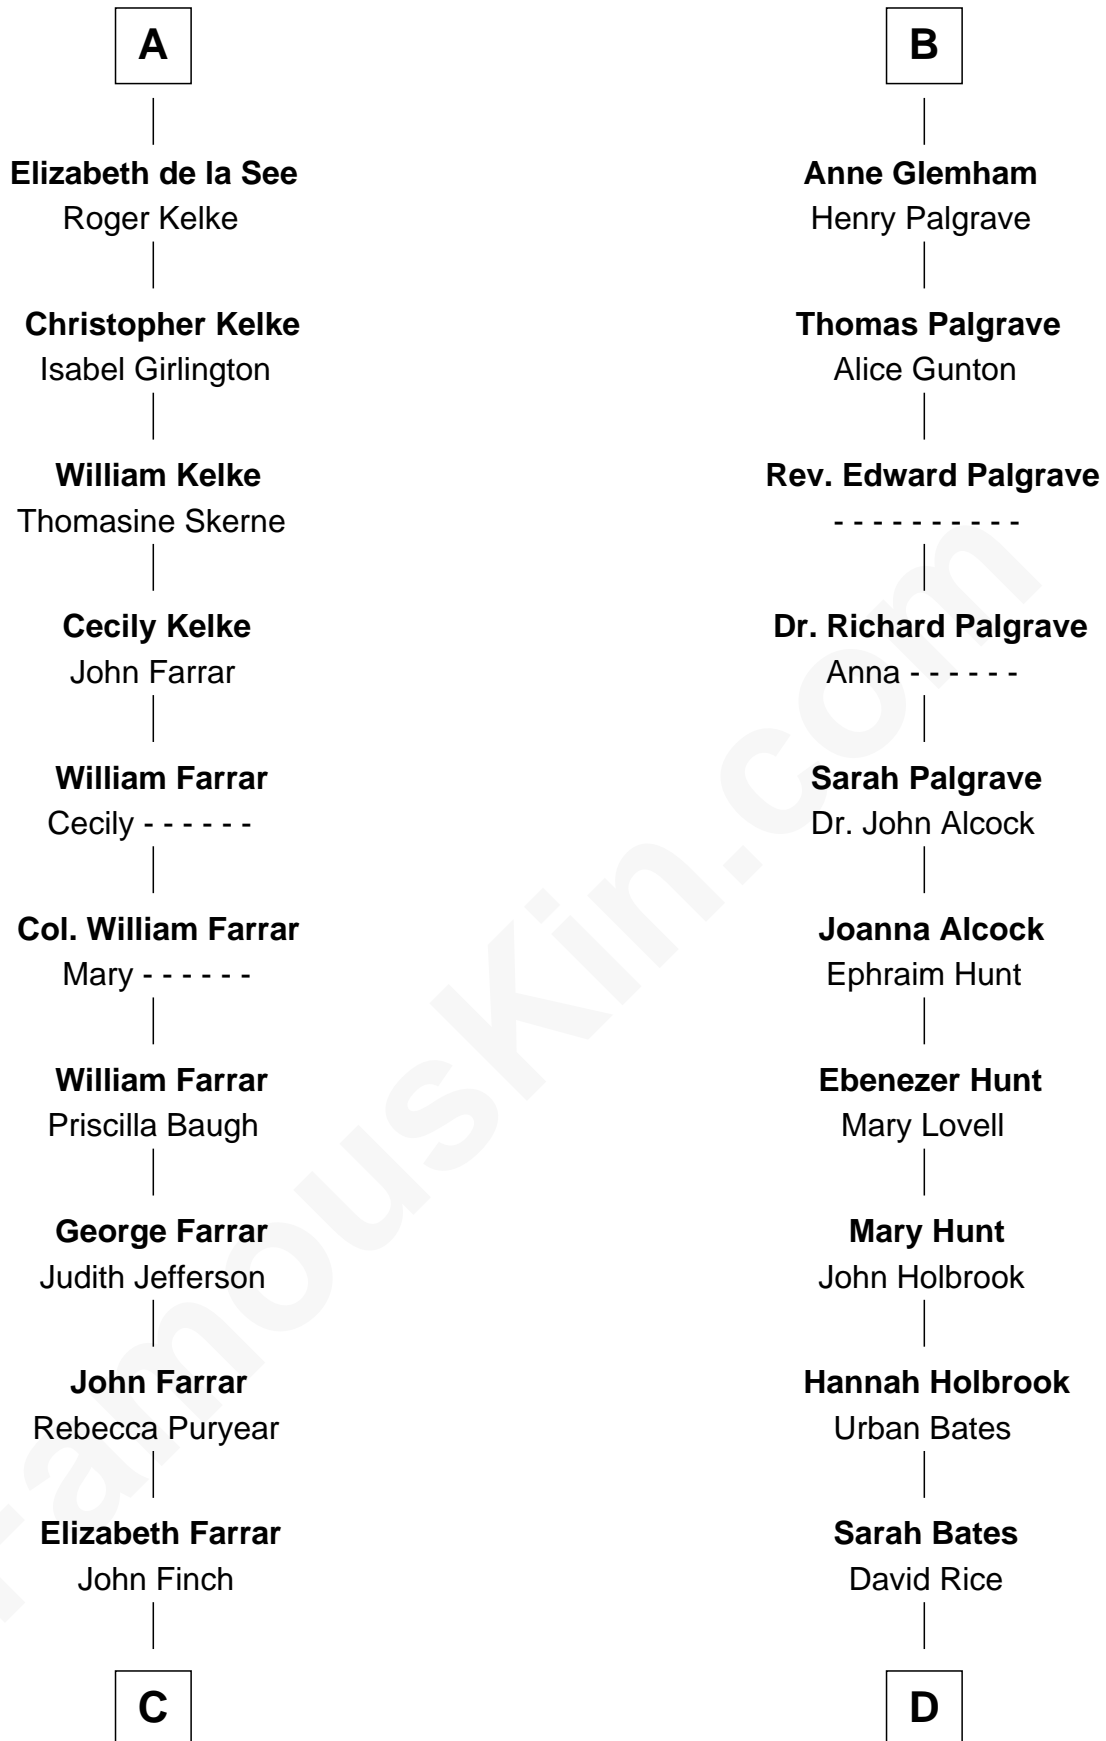 A
Elizabeth de la See
Roger Kelke
Christopher Kelke
Isabel Girlington
William Kelke
Thomasine Skerne
Cecily Kelke
John Farrar
William Farrar
Cecily - - - - - -
Col. William Farrar
Mary - - - - - -
William Farrar
Priscilla Baugh
George Farrar
Judith Jefferson
John Farrar
Rebecca Puryear
Elizabeth Farrar
John Finch
C
B
Anne Glemham
Henry Palgrave
Thomas Palgrave
Alice Gunton
Rev. Edward Palgrave
- - - - - - - - - -
Dr. Richard Palgrave
Anna - - - - - -
Sarah Palgrave
Dr. John Alcock
Joanna Alcock
Ephraim Hunt
Ebenezer Hunt
Mary Lovell
Mary Hunt
John Holbrook
Hannah Holbrook
Urban Bates
Sarah Bates
David Rice
D
FamousKin.com